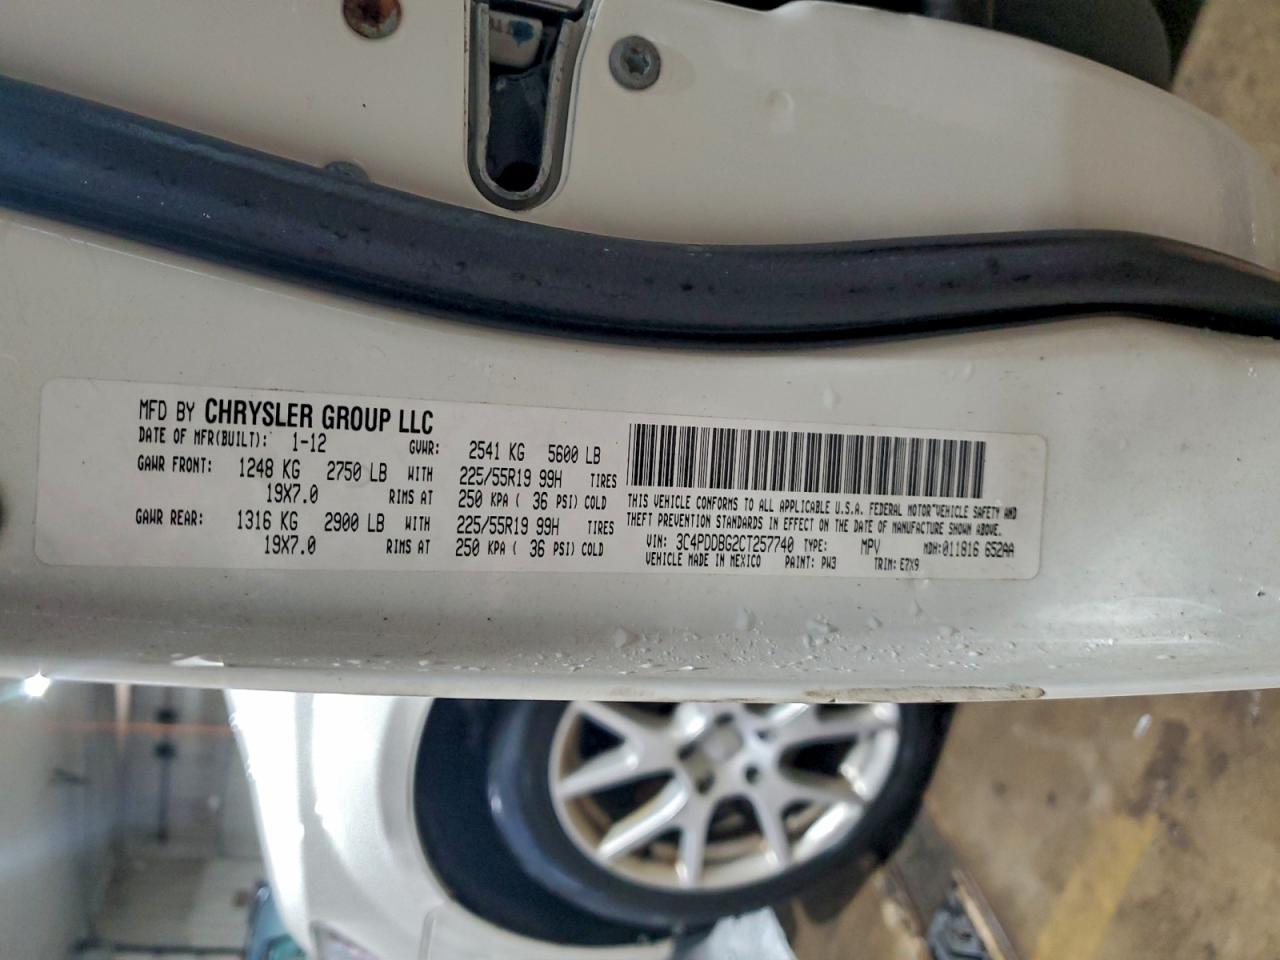 MFD BY CHRYSLER GROUP LLC
DATE OF MFR(BUILT): 1-12 GVWR: 2541 KG 5600 LB
GAWR FRONT: 1248 KG 2750 LB WITH 225/55R19 99H TIRES
19X7.0 RIMS AT 250 KPA ( 36 PSI) COLD
GAWR REAR: 1316 KG 2900 LB WITH 225/55R19 99H TIRES
19X7.0 RIMS AT 250 KPA ( 36 PSI) COLD
THIS VEHICLE CONFORMS TO ALL APPLICABLE U.S.A. FEDERAL MOTOR VEHICLE SAFETY AND
THEFT PREVENTION STANDARDS IN EFFECT ON THE DATE OF MANUFACTURE SHOWN ABOVE.
VIN: 3C4PDDBG2CT257740 TYPE: MPV MDH:011816 652AA
VEHICLE MADE IN MEXICO PAINT: PW3 TRIM: E7X9